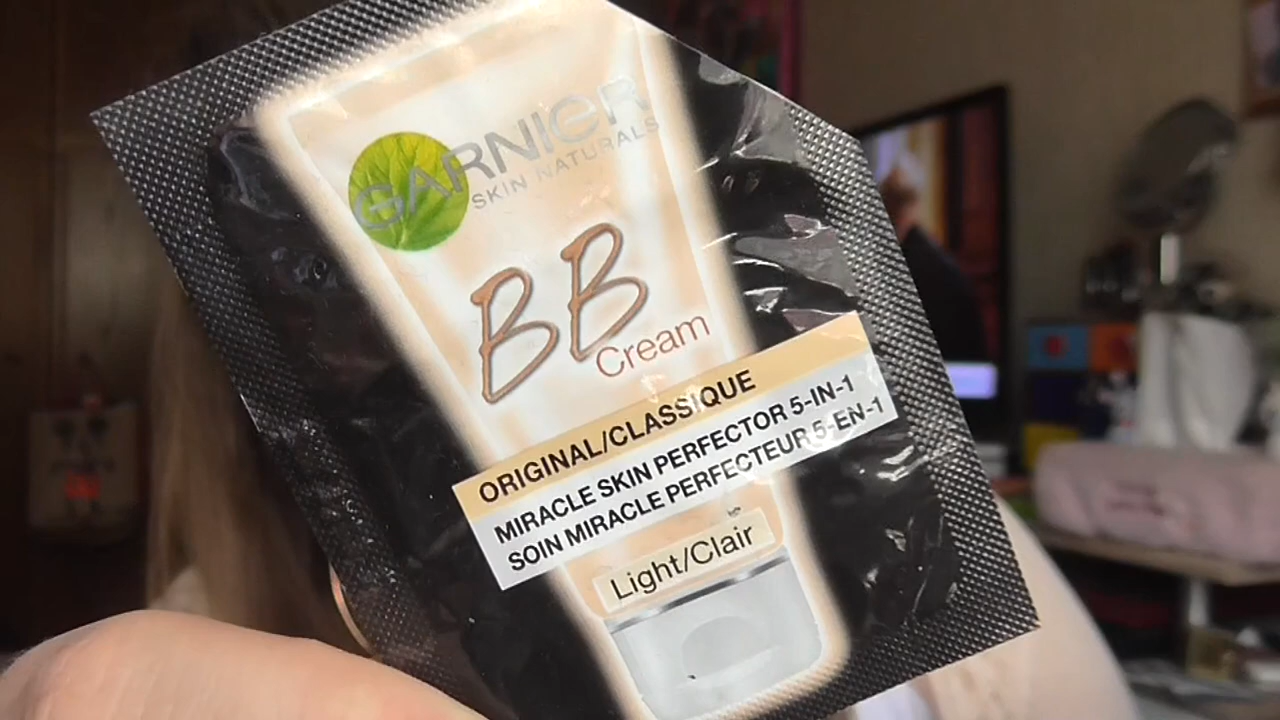 GARNIER
SKIN NATURALS
BB
Cream
ORIGINAL/CLASSIQUE
MIRACLE SKIN PERFECTOR 5-IN-1
SOIN MIRACLE PERFECTEUR 5-EN-1
Light/Clair